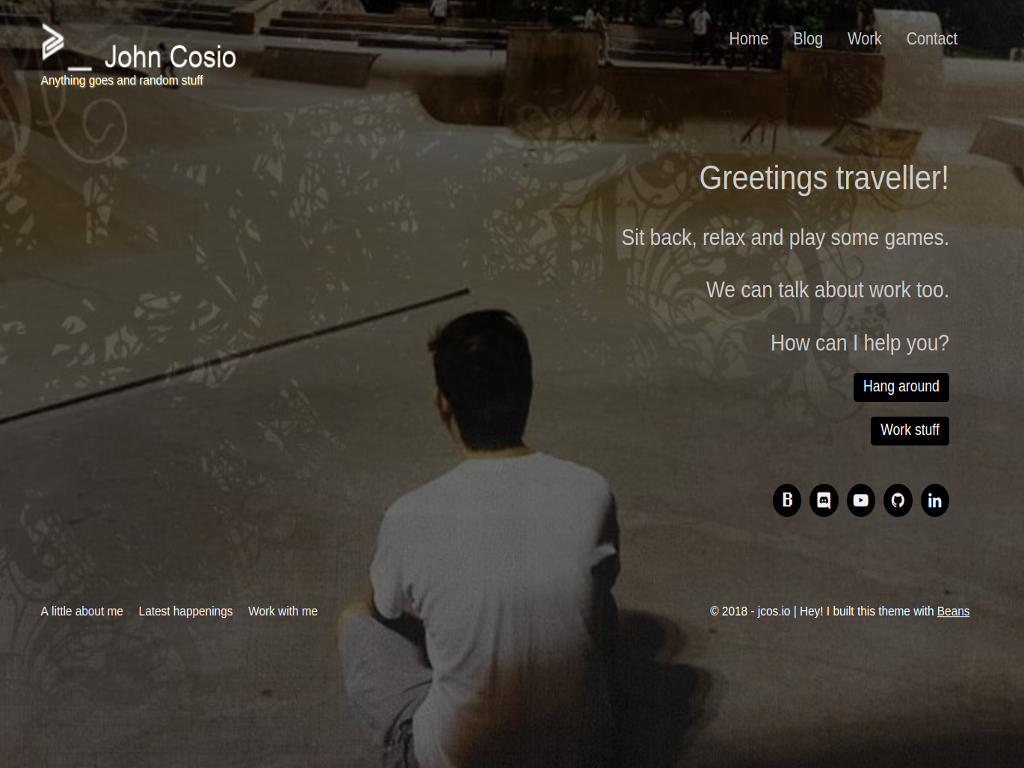 John Cosio
Anything goes and random stuff
Home Blog Work Contact
Greetings traveller!
Sit back, relax and play some games.
We can talk about work too.
How can I help you?
Hang around
Work stuff
A little about me Latest happenings Work with me
© 2018 - jcos.io | Hey! I built this theme with Beans